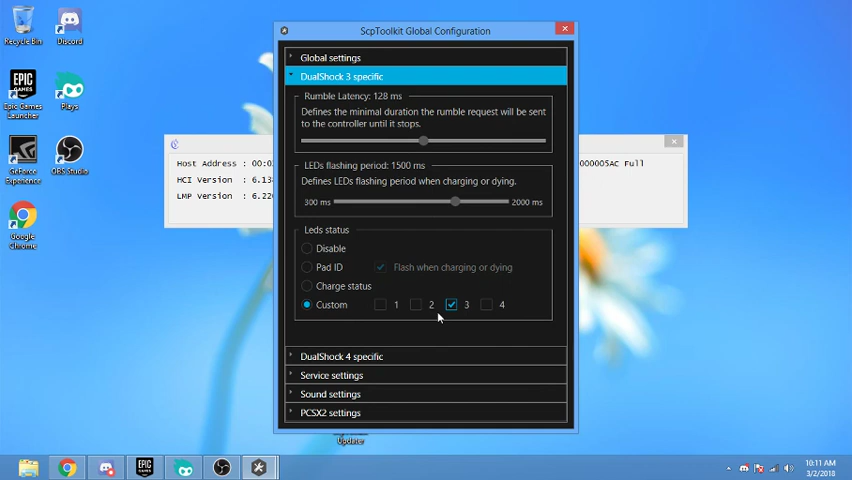 Recycle Bin
Discord
Epic Games
Launcher
Plays
GeForce
Experience
OBS Studio
Google
Chrome
ScpToolkit Global Configuration
Global settings
DualShock 3 specific
Rumble Latency: 128 ms
Defines the minimal duration the rumble request will be sent
to the controller until it stops.
LEDs flashing period: 1500 ms
Defines LEDs flashing period when charging or dying.
300 ms
2000 ms
Leds status
Disable
Pad ID
Flash when charging or dying
Charge status
Custom
1
2
3
4
DualShock 4 specific
Service settings
Sound settings
PCSX2 settings
Host Address : 00:0
HCI Version : 6.13
LMP Version : 6.22
000005AC Full
Update
EPIC
GAMES
10:11 AM
3/2/2018